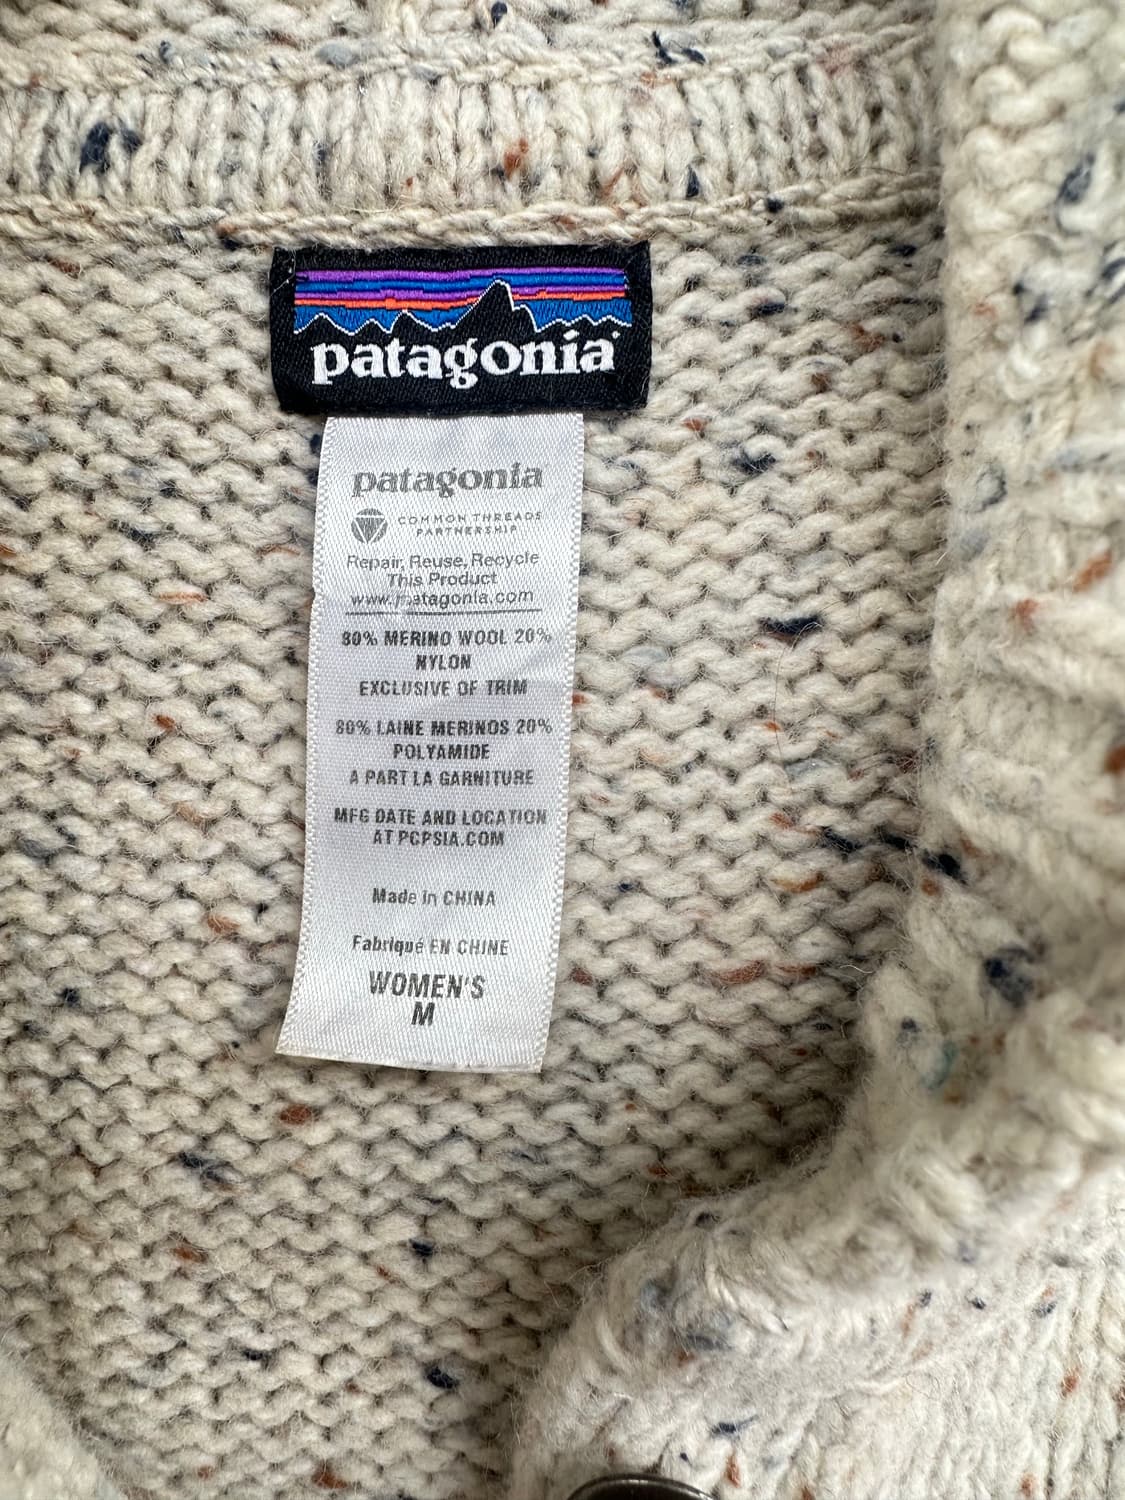 patagonia
patagonia
COMMON THREADS
PARTNERSHIP
Repair, Reuse, Recycle
This Product
www.patagonia.com
80% MERINO WOOL 20%
NYLON
EXCLUSIVE OF TRIM
80% LAINE MERINOS 20%
POLYAMIDE
A PART LA GARNITURE
MFG DATE AND LOCATION
AT PCPSIA.COM
Made in CHINA
Fabriqué EN CHINE
WOMEN'S
M